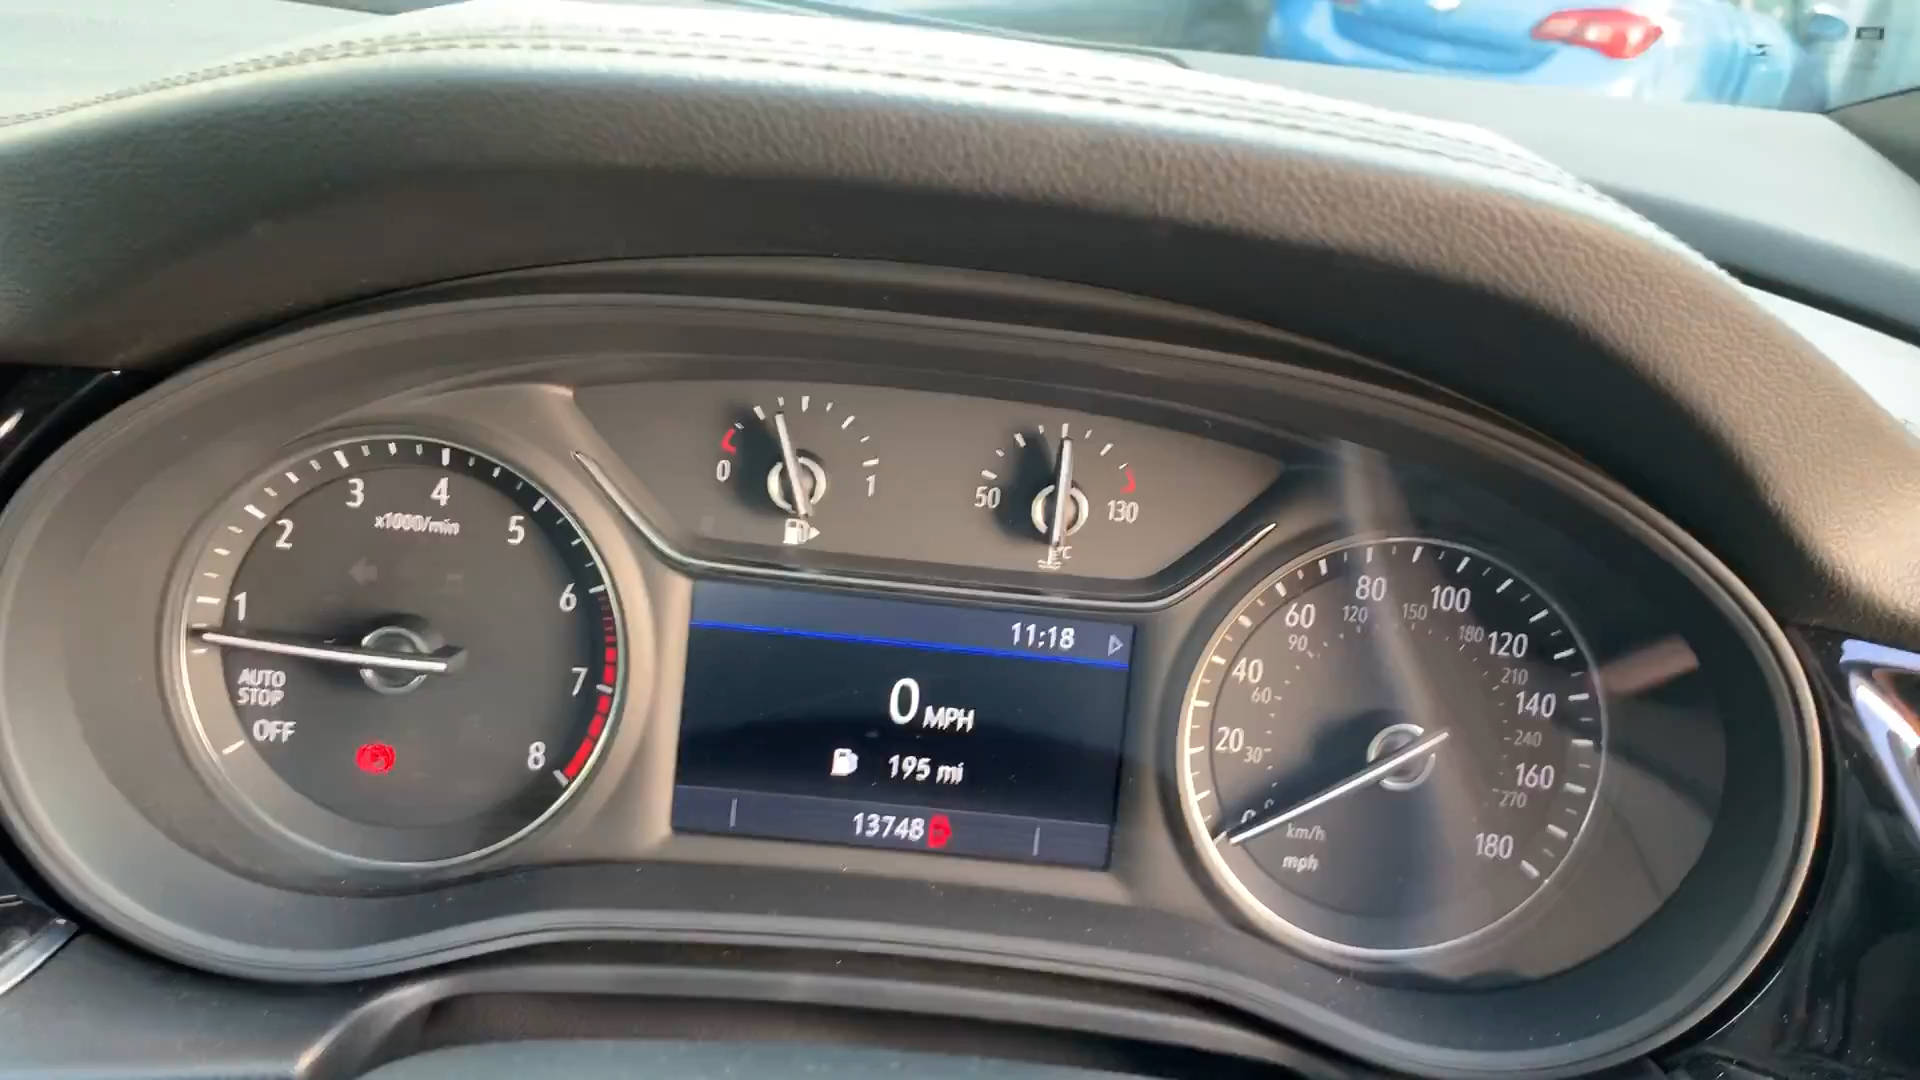 0 1
50 130
°C
1 2 3 4 5 6 7 8
x1000/min
AUTO
STOP
OFF
11:18
0 MPH
195 mi
13748
0 20 40 60 80 100 120 140 160 180
0 30 60 90 120 150 180 210 240 270
km/h
mph